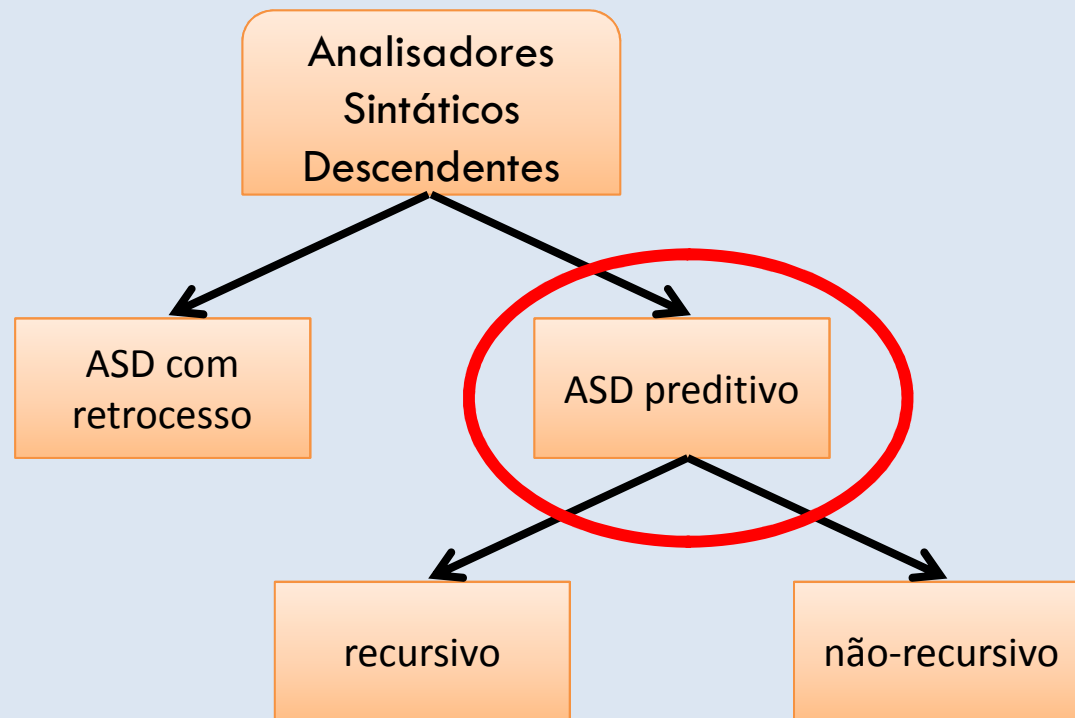 Analisadores
Sintáticos
Descendentes
ASD com
retrocesso
ASD preditivo
recursivo
não-recursivo